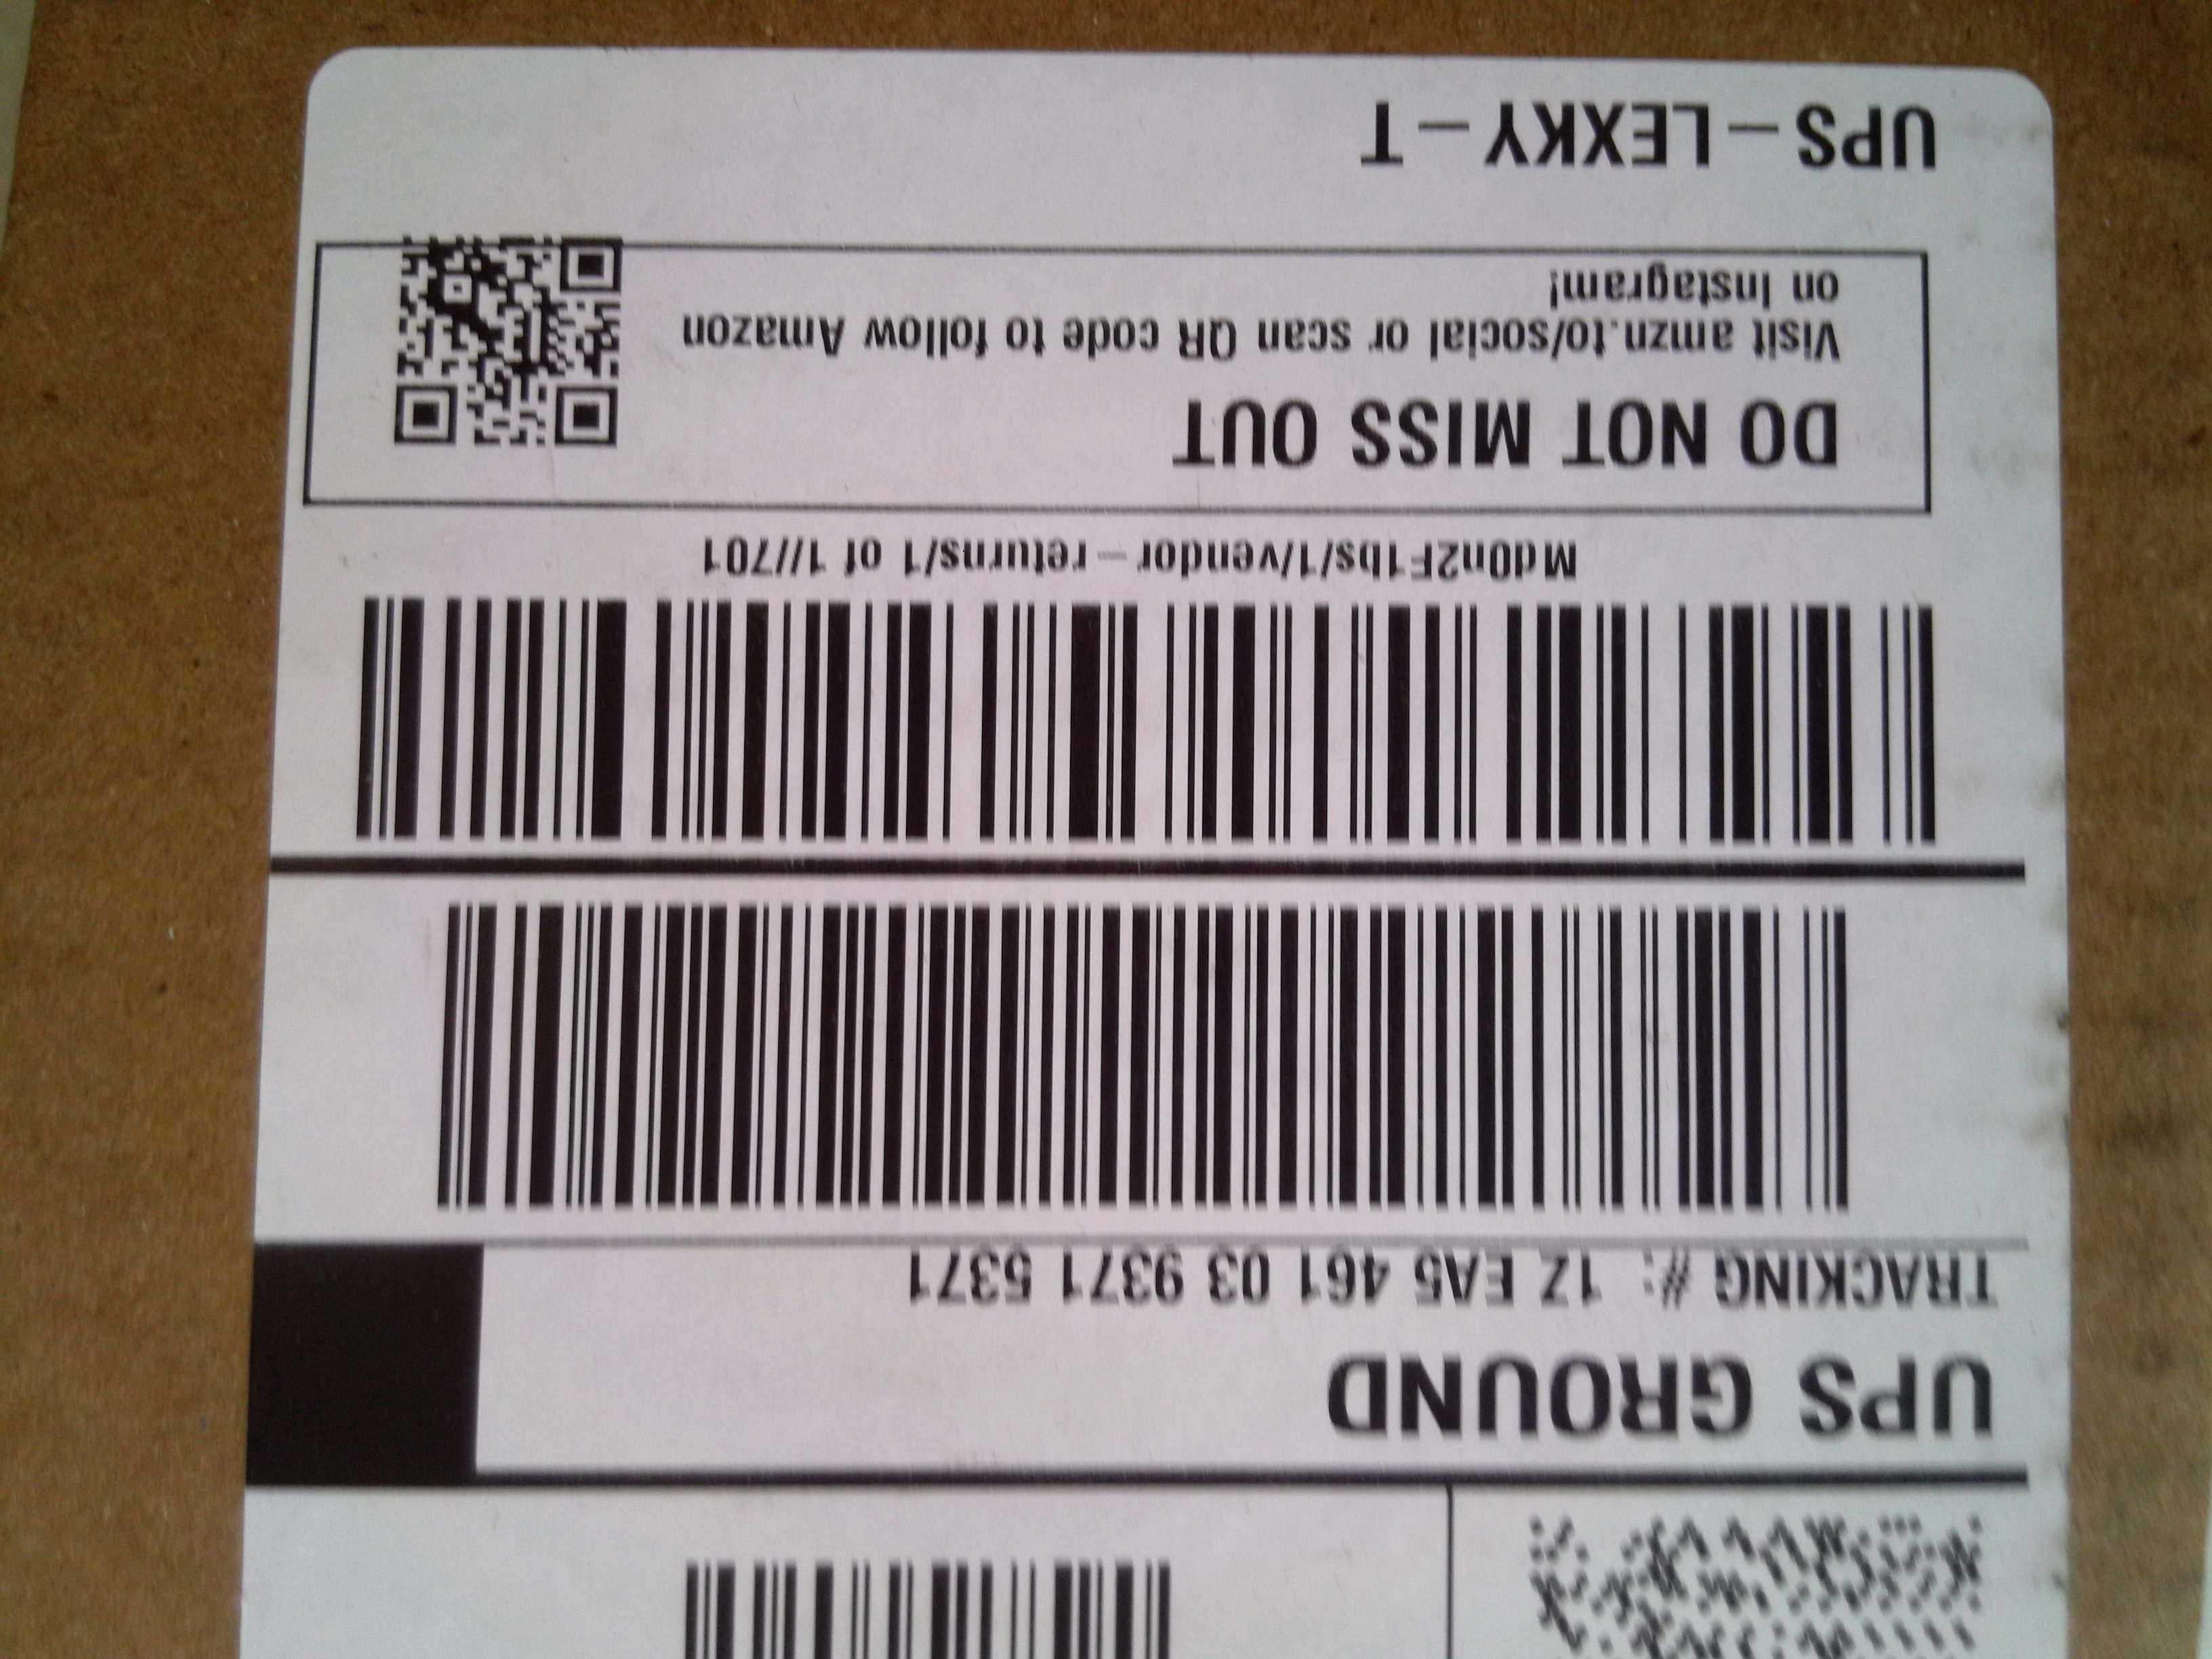 UPS GROUND
TRACKING #: 1Z EA5 461 03 9371 5371
Md0n2F1bs/1/vendor-returns/1 of 1//701
DO NOT MISS OUT
Visit amzn.to/social or scan QR code to follow Amazon
on Instagram!
UPS-LEXKY-T